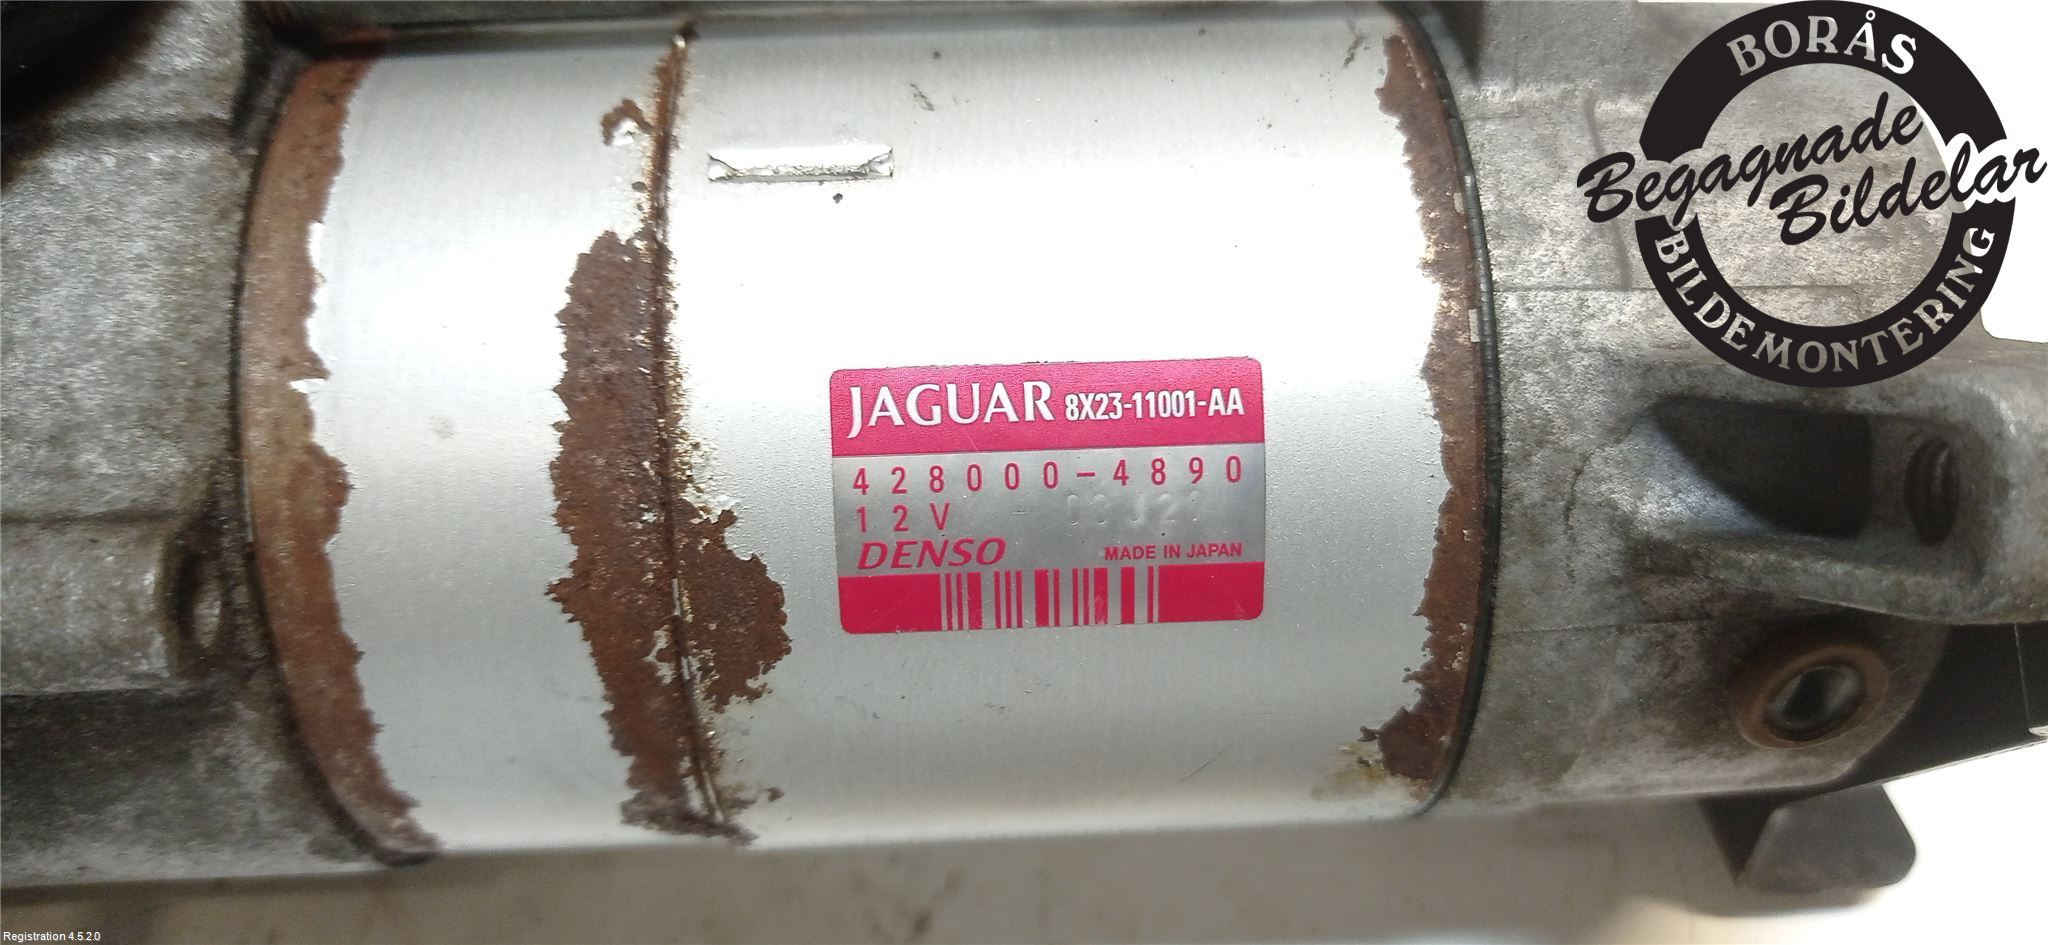 JAGUAR 8X23-11001-AA
428000-4890
12V
DENSO MADE IN JAPAN
BORÅS
Begagnade
Bildelar
BILDEMONTERING
Registration 4.5.2.0